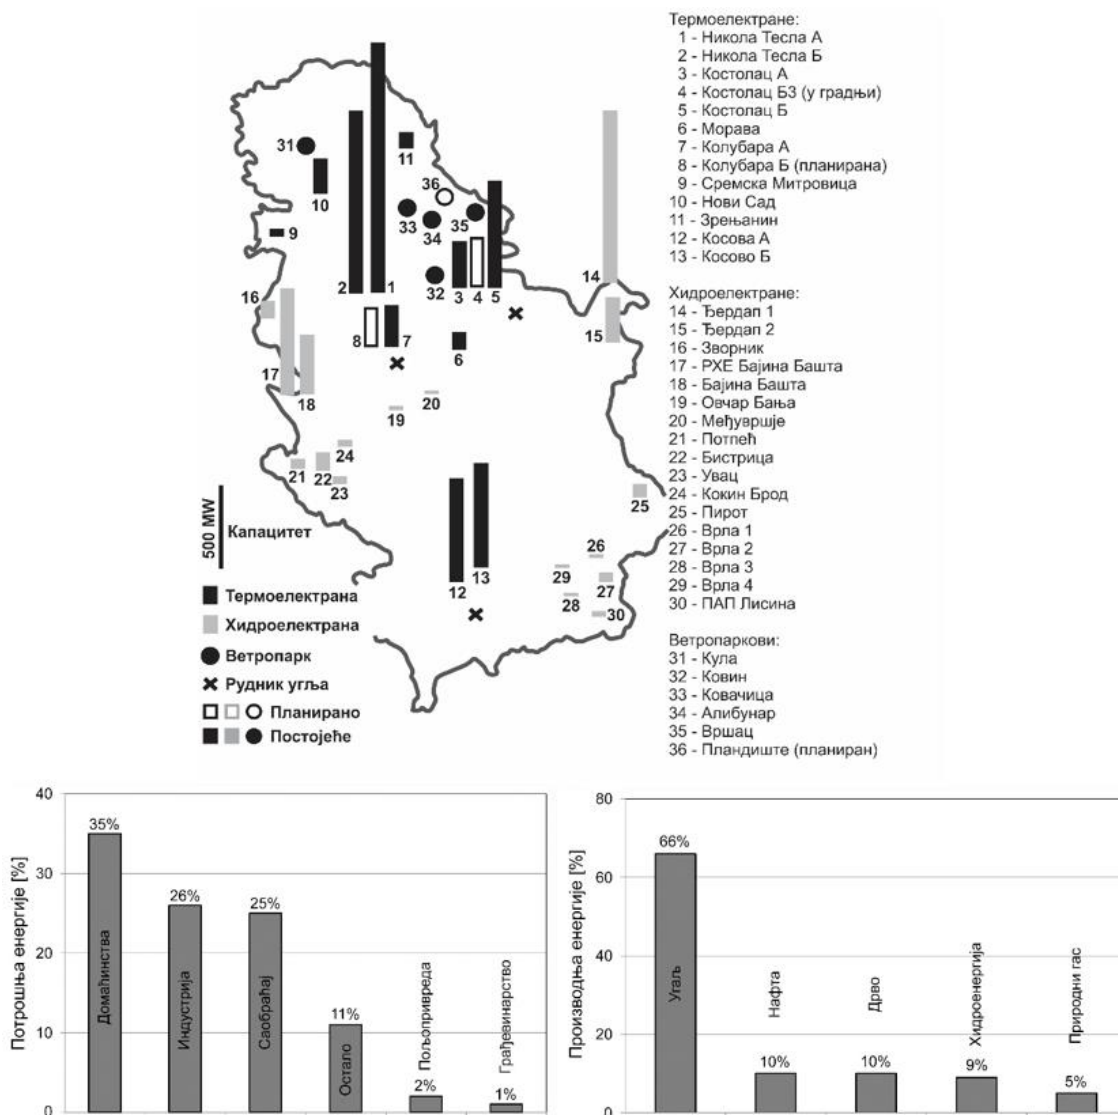 Термоелектране:
1 - Никола Тесла А
2 - Никола Тесла Б
3 - Костолац А
4 - Костолац Б3 (у градњи)
5 - Костолац Б
6 - Морава
7 - Колубара А
8 - Колубара Б (планирана)
9 - Сремска Митровица
10 - Нови Сад
11 - Зрењанин
12 - Косова А
13 - Косово Б
Хидроелектране:
14 - Ђердап 1
15 - Ђердап 2
16 - Зворник
17 - РХЕ Бајина Башта
18 - Бајина Башта
19 - Овчар Бања
20 - Међувршје
21 - Потпећ
22 - Бистрица
23 - Увац
24 - Кокин Брод
25 - Пирот
26 - Врла 1
27 - Врла 2
28 - Врла 3
29 - Врла 4
30 - ПАП Лисина
Ветропаркови:
31 - Кула
32 - Ковин
33 - Ковачица
34 - Алибунар
35 - Вршац
36 - Пландиште (планиран)
31
11
10
36
33
34
35
9
2
1
32
3
4
5
14
16
8
7
6
15
17
18
19
20
24
21
22
23
25
12
13
26
29
27
28
30
500 MW
Капацитет
Термоелектрана
Хидроелектрана
Ветропарк
Рудник угља
Планирано
Постојеће
Потрошња енергије [%]
40
30
20
10
0
35%
26%
25%
11%
2%
1%
Домаћинства
Индустрија
Саобраћај
Остало
Пољопривреда
Грађевинарство
Производња енергије [%]
80
60
40
20
0
66%
10%
10%
9%
5%
Угаљ
Нафта
Дрво
Хидроенергија
Природни гас